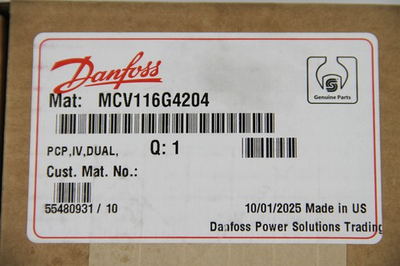 Danfoss
Genuine Parts
Mat: MCV116G4204
PCP,IV,DUAL, Q: 1
Cust. Mat. No.:
55480931 / 10
10/01/2025 Made in US
Danfoss Power Solutions Trading